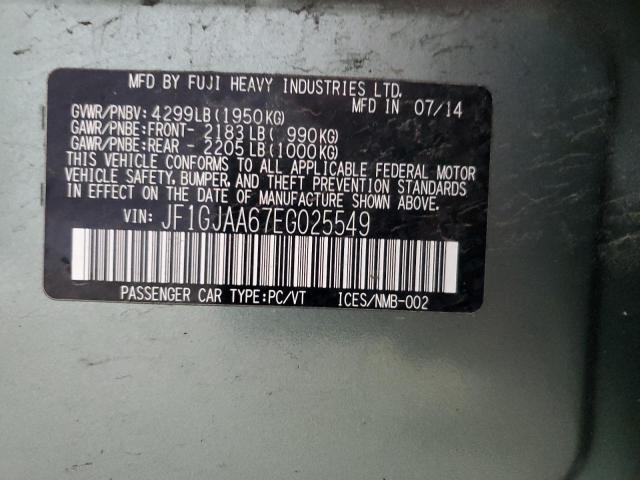 MFD BY FUJI HEAVY INDUSTRIES LTD.
MFD IN 07/14
GVWR/PNBV: 4299LB(1950KG)
GAWR/PNBE:FRONT- 2183LB( 990KG)
GAWR/PNBE:REAR - 2205LB(1000KG)
THIS VEHICLE CONFORMS TO ALL APPLICABLE FEDERAL MOTOR
VEHICLE SAFETY, BUMPER, AND THEFT PREVENTION STANDARDS
IN EFFECT ON THE DATE OF MANUFACTURE SHOWN ABOVE.
VIN: JF1GJAA67EG025549
PASSENGER CAR TYPE:PC/VT ICES/NMB-002